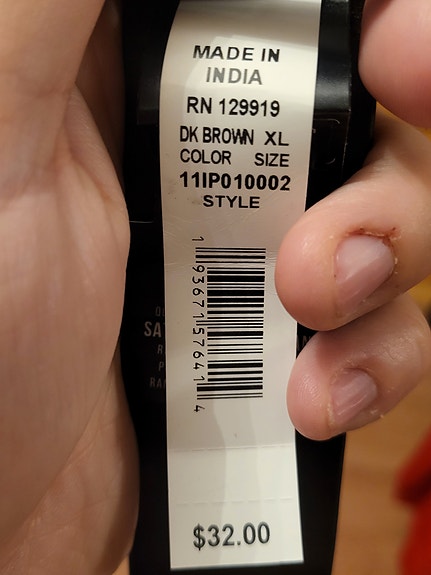 MADE IN
INDIA
RN 129919
DK BROWN XL
COLOR SIZE
11IP010002
STYLE
1 93671 57641 4
$32.00